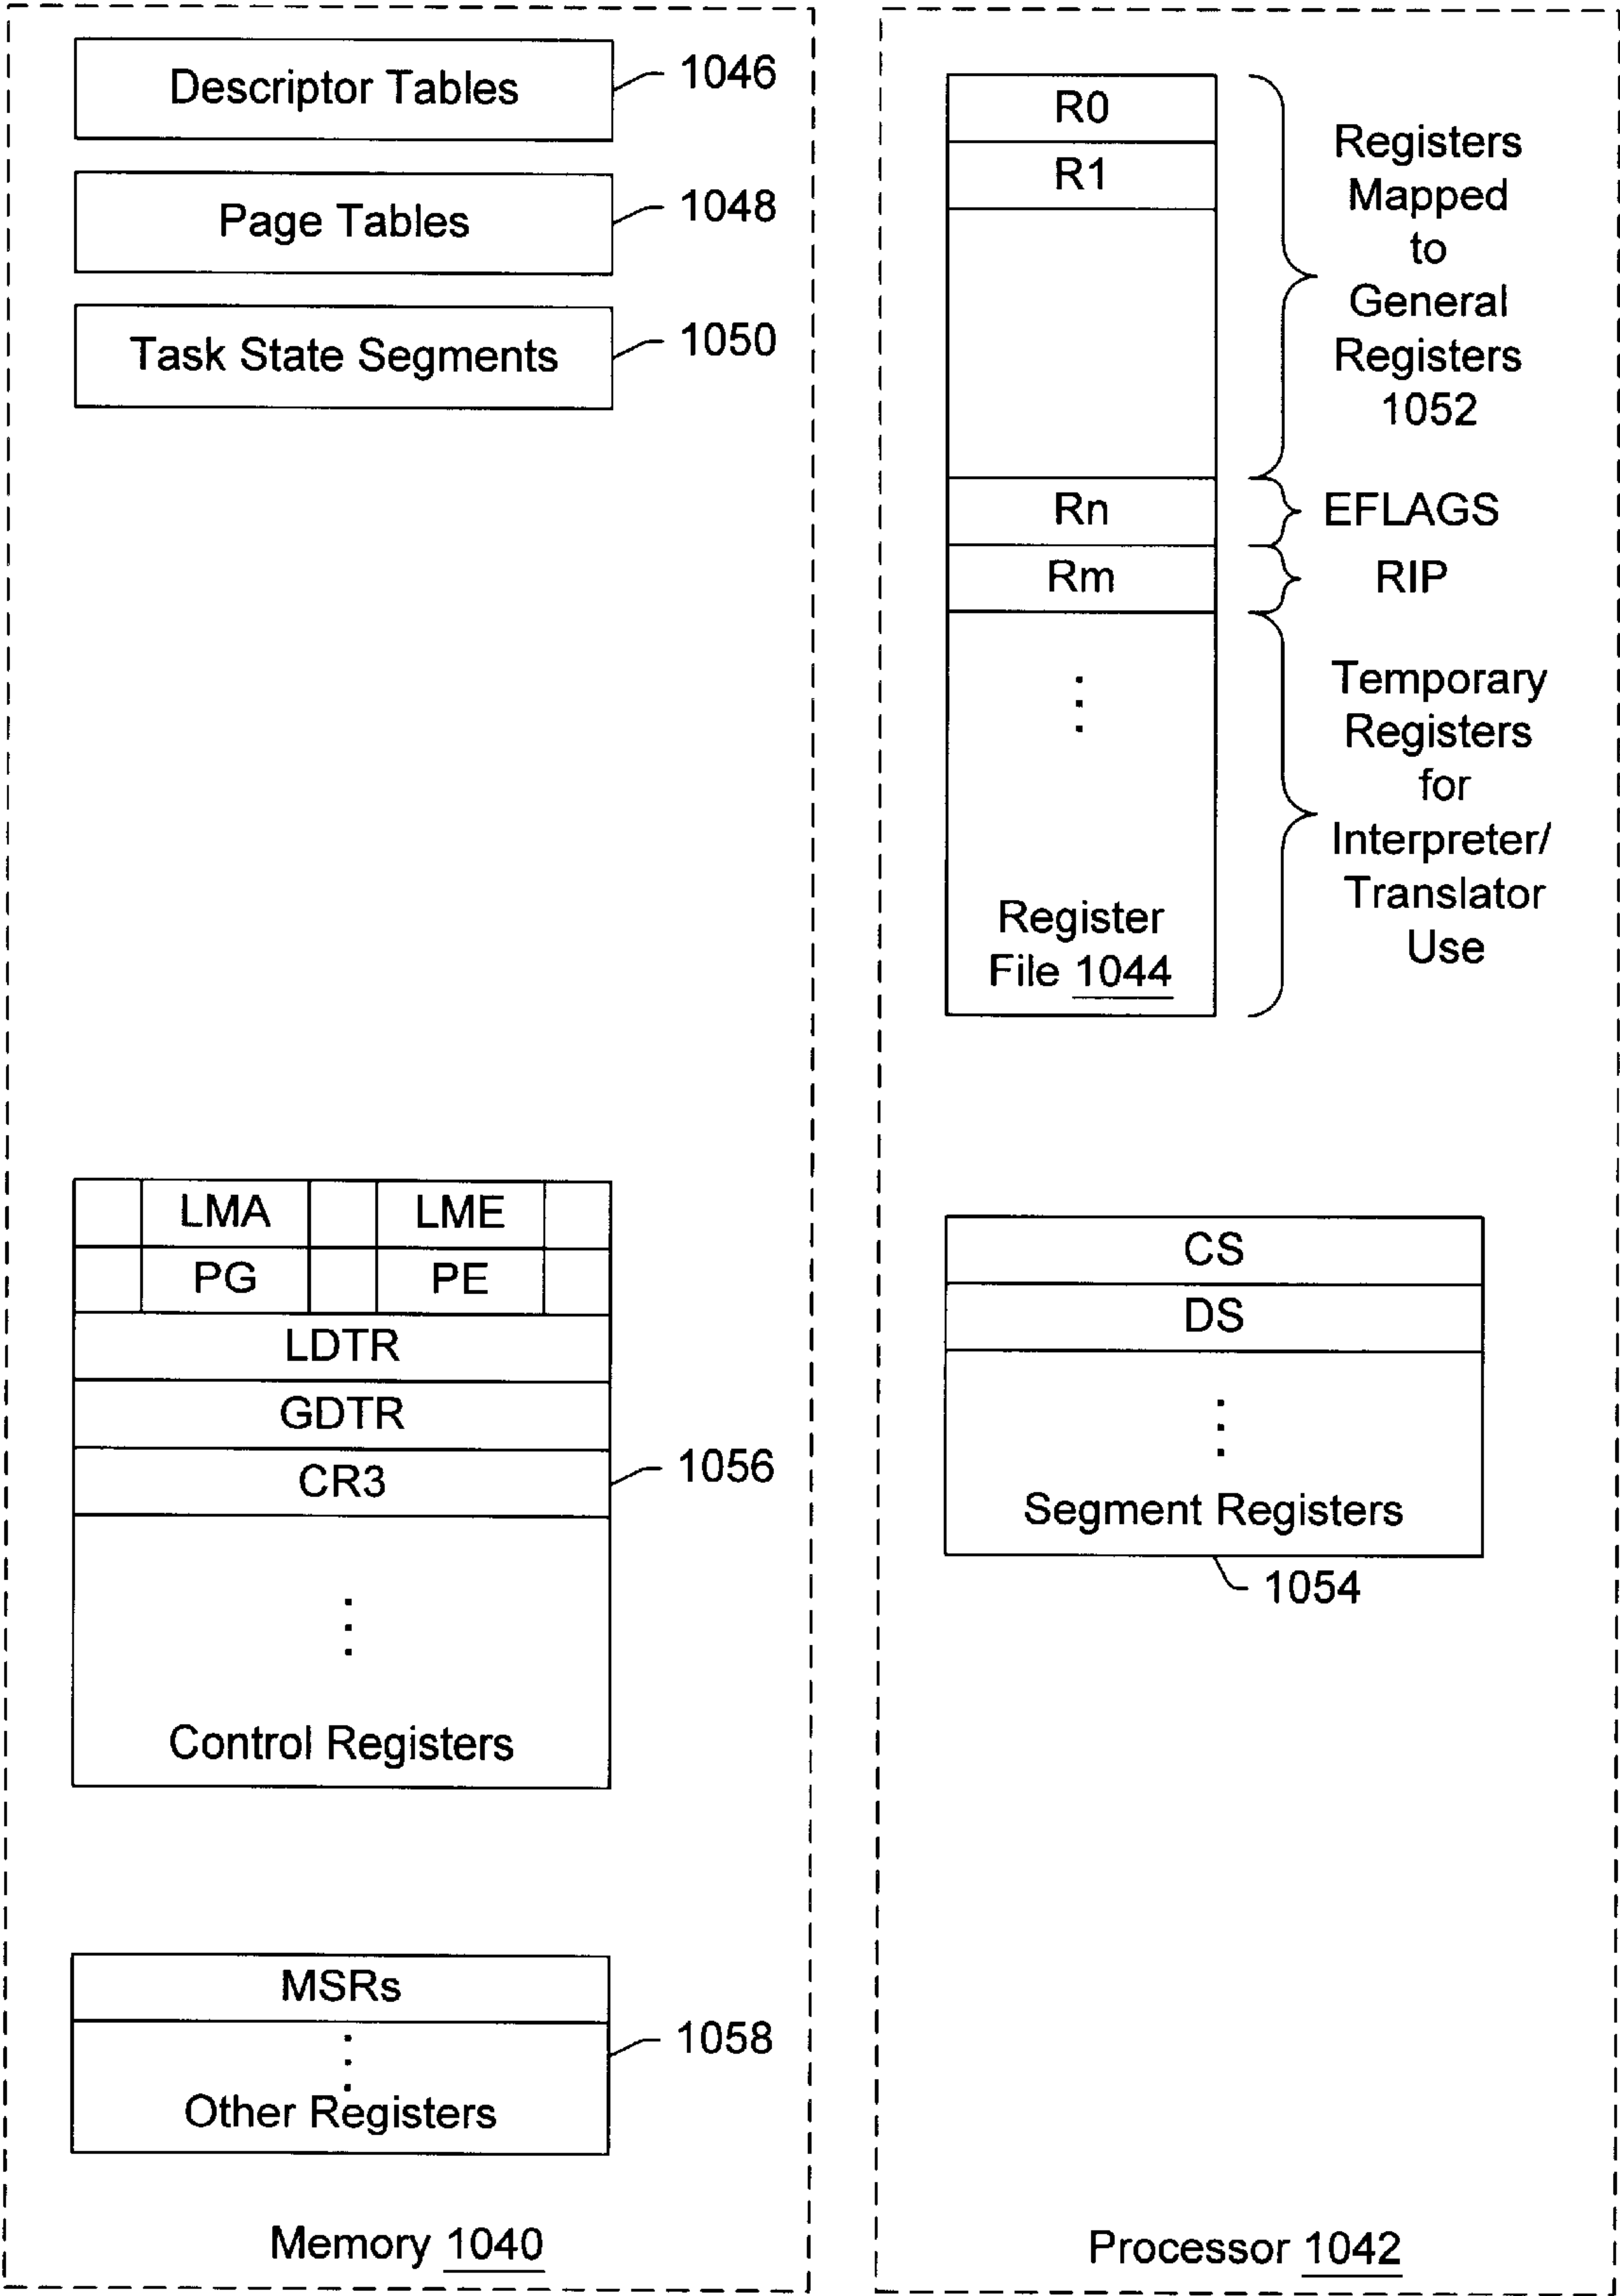 Descriptor Tables
1046
Page Tables
1048
Task State Segments
1050
LMA
LME
PG
PE
LDTR
GDTR
CR3
1056
Control Registers
MSRs
1058
Other Registers
Memory 1040
R0
R1
Registers
Mapped
to
General
Registers
1052
Rn
EFLAGS
Rm
RIP
Temporary
Registers
for
Interpreter/
Translator
Use
Register
File 1044
CS
DS
Segment Registers
1054
Processor 1042